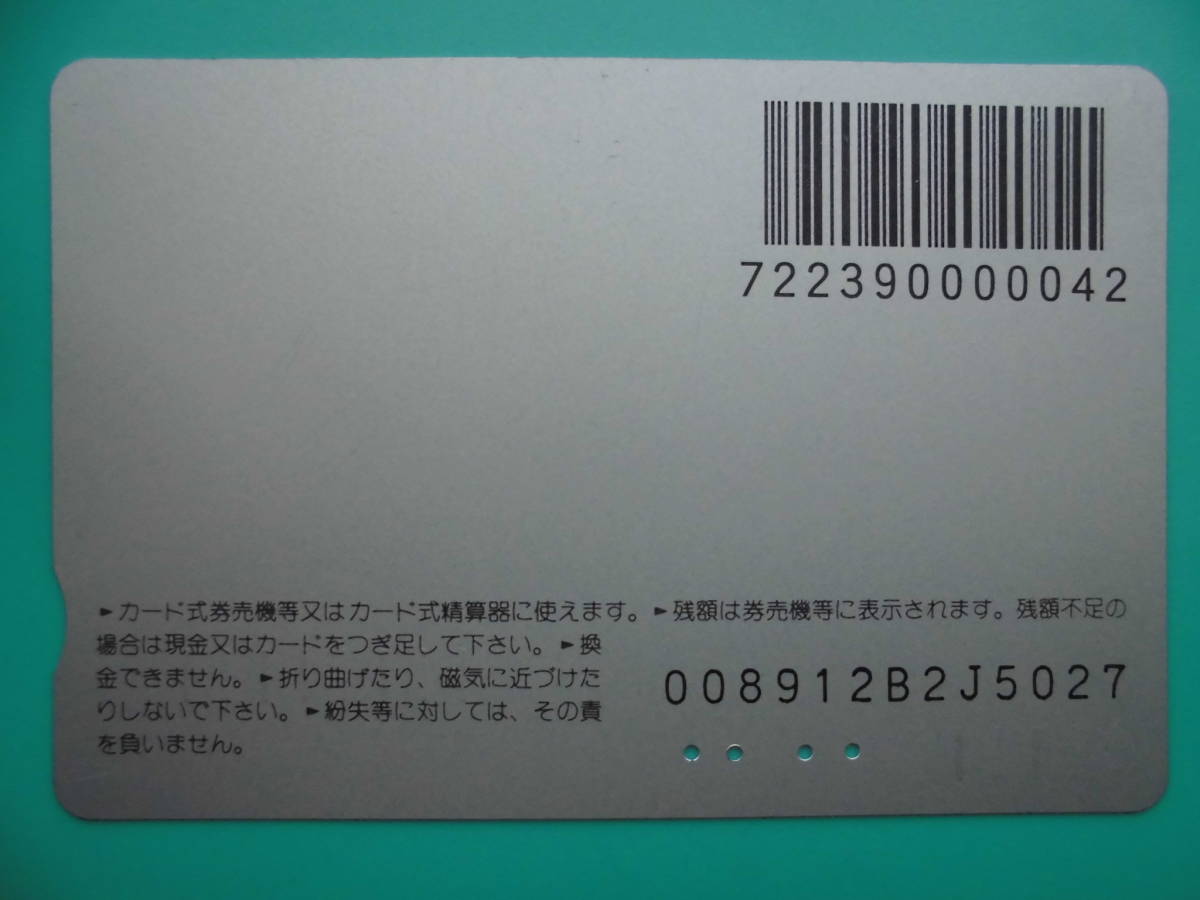 722390000042
►カード式券売機等又はカード式精算器に使えます。►残額は券売機等に表示されます。残額不足の
場合は現金又はカードをつぎ足して下さい。►換
金できません。►折り曲げたり、磁気に近づけた
りしないで下さい。►紛失等に対しては、その責
を負いません。
008912B2J5027